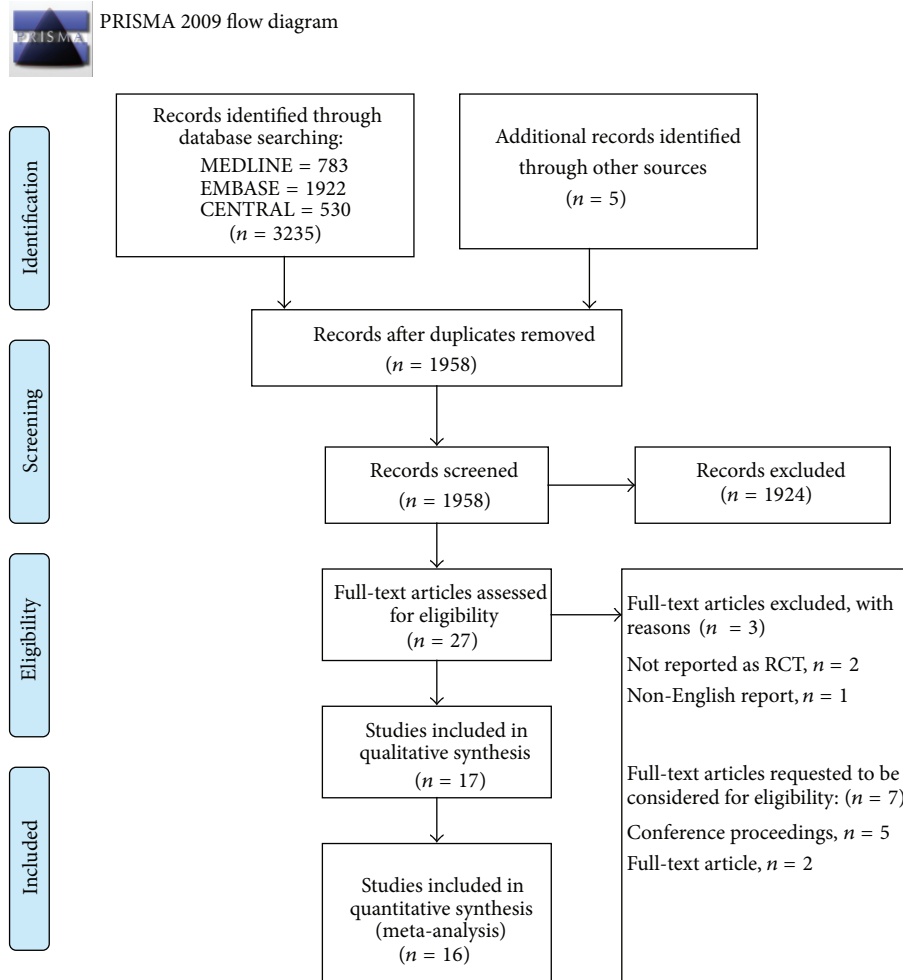 PRISMA
PRISMA 2009 flow diagram
Identification
Records identified through
database searching:
MEDLINE = 783
EMBASE = 1922
CENTRAL = 530
(n = 3235)
Additional records identified
through other sources
(n = 5)
Records after duplicates removed
(n = 1958)
Screening
Records screened
(n = 1958)
Records excluded
(n = 1924)
Eligibility
Full-text articles assessed
for eligibility
(n = 27)
Full-text articles excluded, with
reasons (n = 3)
Not reported as RCT, n = 2
Non-English report, n = 1
Full-text articles requested to be
considered for eligibility: (n = 7)
Conference proceedings, n = 5
Full-text article, n = 2
Studies included in
qualitative synthesis
(n = 17)
Included
Studies included in
quantitative synthesis
(meta-analysis)
(n = 16)